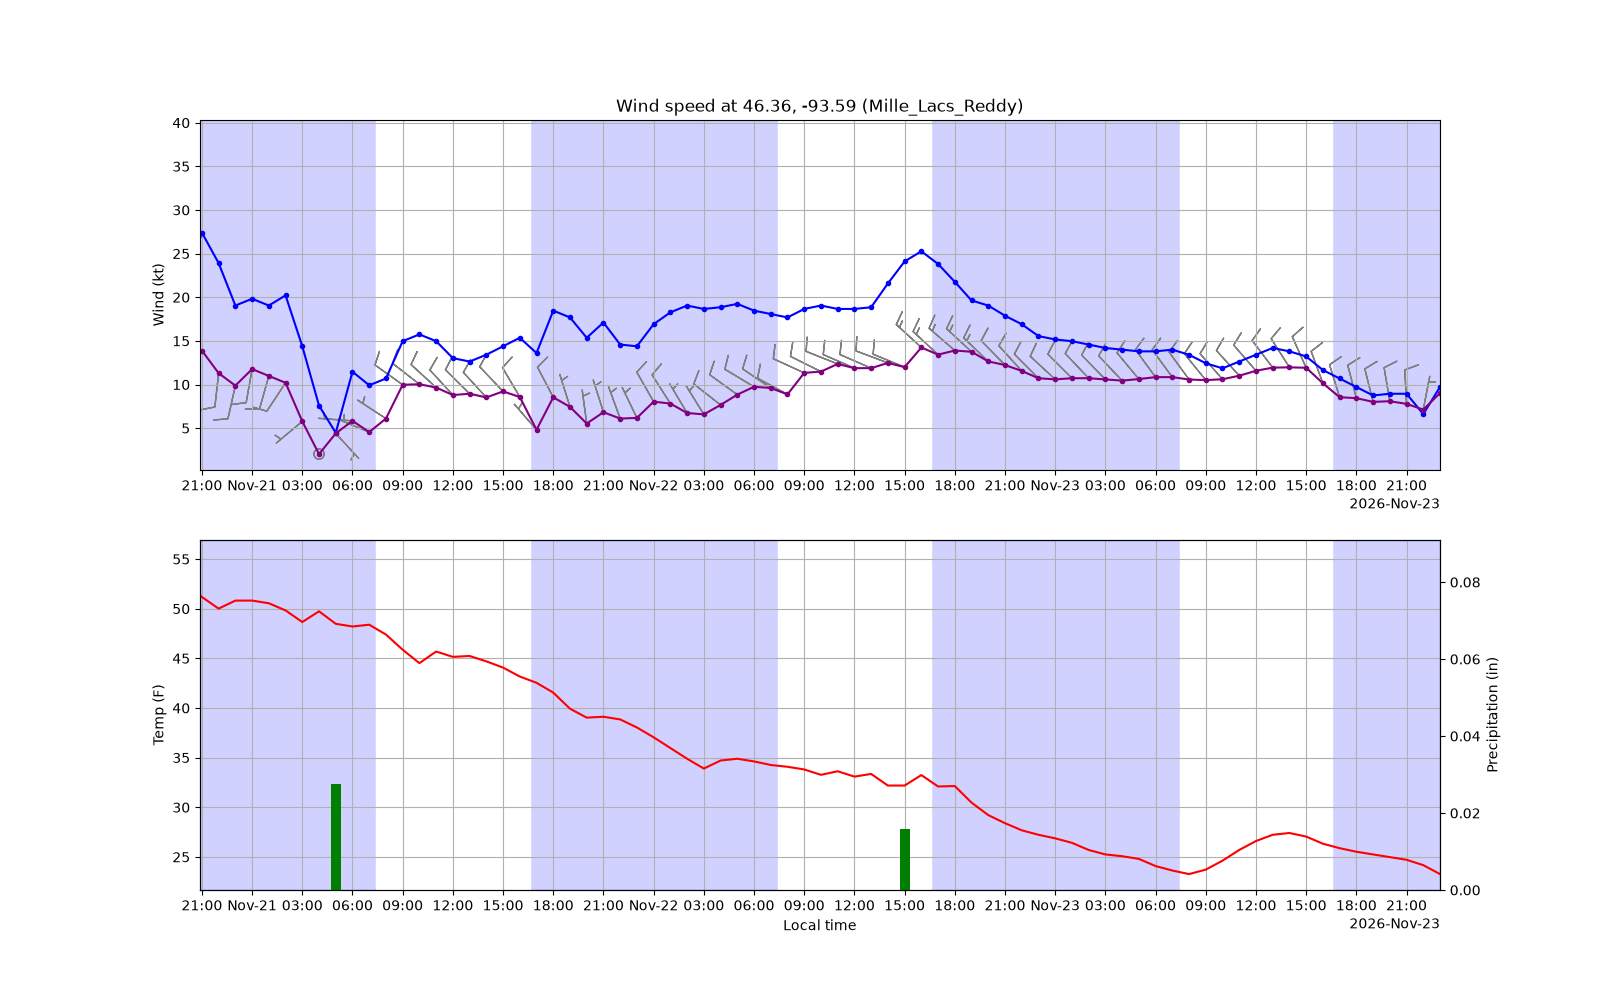 Wind speed at 46.36, -93.59 (Mille_Lacs_Reddy)
40
35
30
25
20
15
10
5
Wind (kt)
21:00 Nov-21 03:00 06:00 09:00 12:00 15:00 18:00 21:00 Nov-22 03:00 06:00 09:00 12:00 15:00 18:00 21:00 Nov-23 03:00 06:00 09:00 12:00 15:00 18:00 21:00
2026-Nov-23
55
50
45
40
35
30
25
Temp (F)
0.08
0.06
0.04
0.02
0.00
Precipitation (in)
21:00 Nov-21 03:00 06:00 09:00 12:00 15:00 18:00 21:00 Nov-22 03:00 06:00 09:00 12:00 15:00 18:00 21:00 Nov-23 03:00 06:00 09:00 12:00 15:00 18:00 21:00
Local time
2026-Nov-23